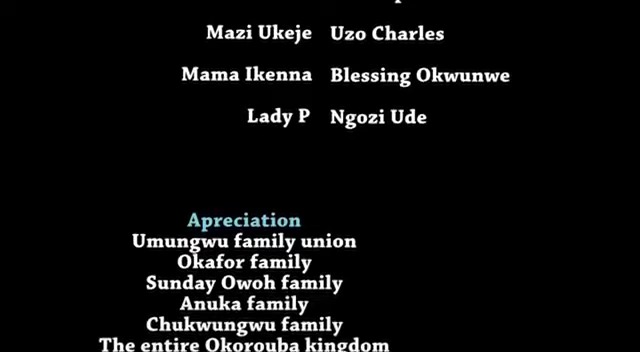 Mazi Ukeje Uzo Charles
Mama Ikenna Blessing Okwunwe
Lady P Ngozi Ude
Apreciation
Umungwu family union
Okafor family
Sunday Owoh family
Anuka family
Chukwungwu family
The entire Okorouba kingdom